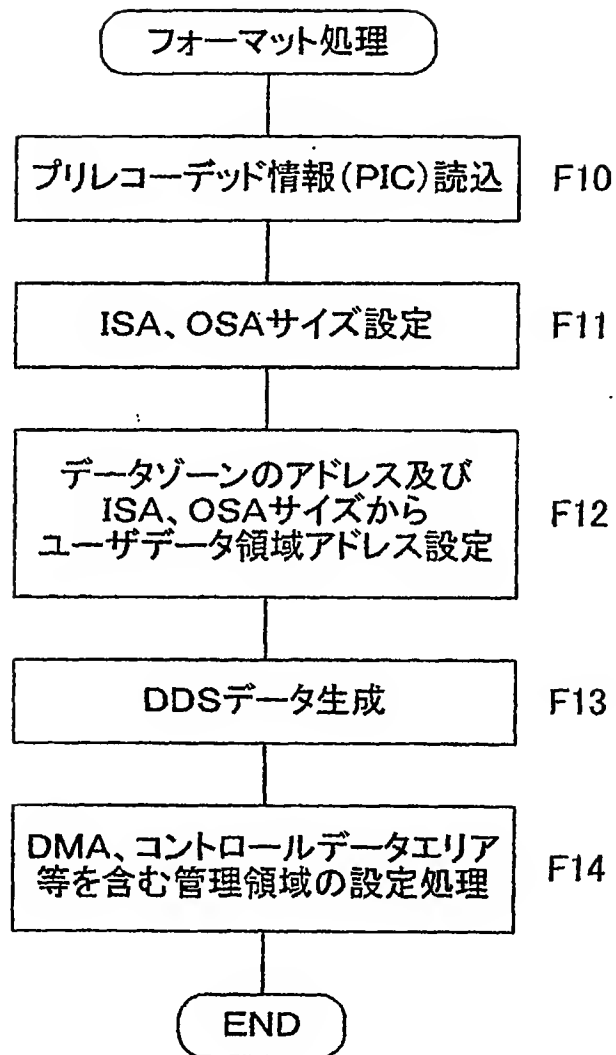 フォーマット処理
プリレコーデッド情報(PIC)読込
F10
ISA、OSAサイズ設定
F11
データゾーンのアドレス及び
ISA、OSAサイズから
ユーザデータ領域アドレス設定
F12
DDSデータ生成
F13
DMA、コントロールデータエリア
等を含む管理領域の設定処理
F14
END